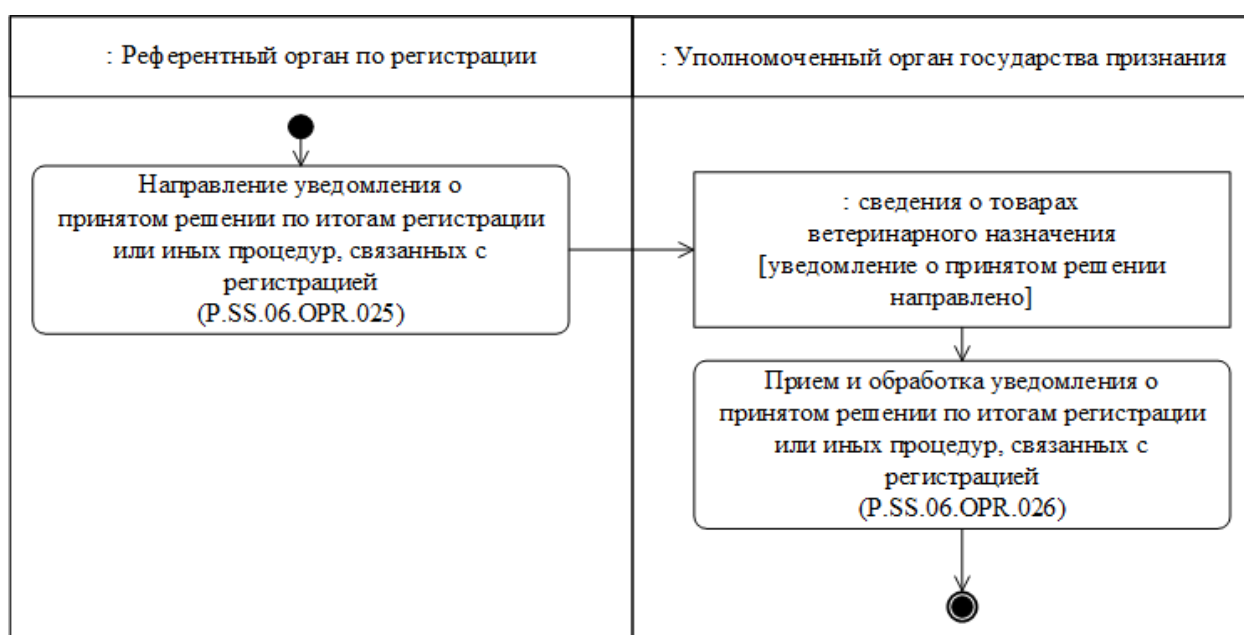 : Референтный орган по регистрации
: Уполномоченный орган государства признания
Направление уведомления о
принятом решении по итогам регистрации
или иных процедур, связанных с
регистрацией
(P.SS.06.OPR.025)
: сведения о товарах
ветеринарного назначения
[уведомление о принятом решении
направлено]
Прием и обработка уведомления о
принятом решении по итогам регистрации
или иных процедур, связанных с
регистрацией
(P.SS.06.OPR.026)